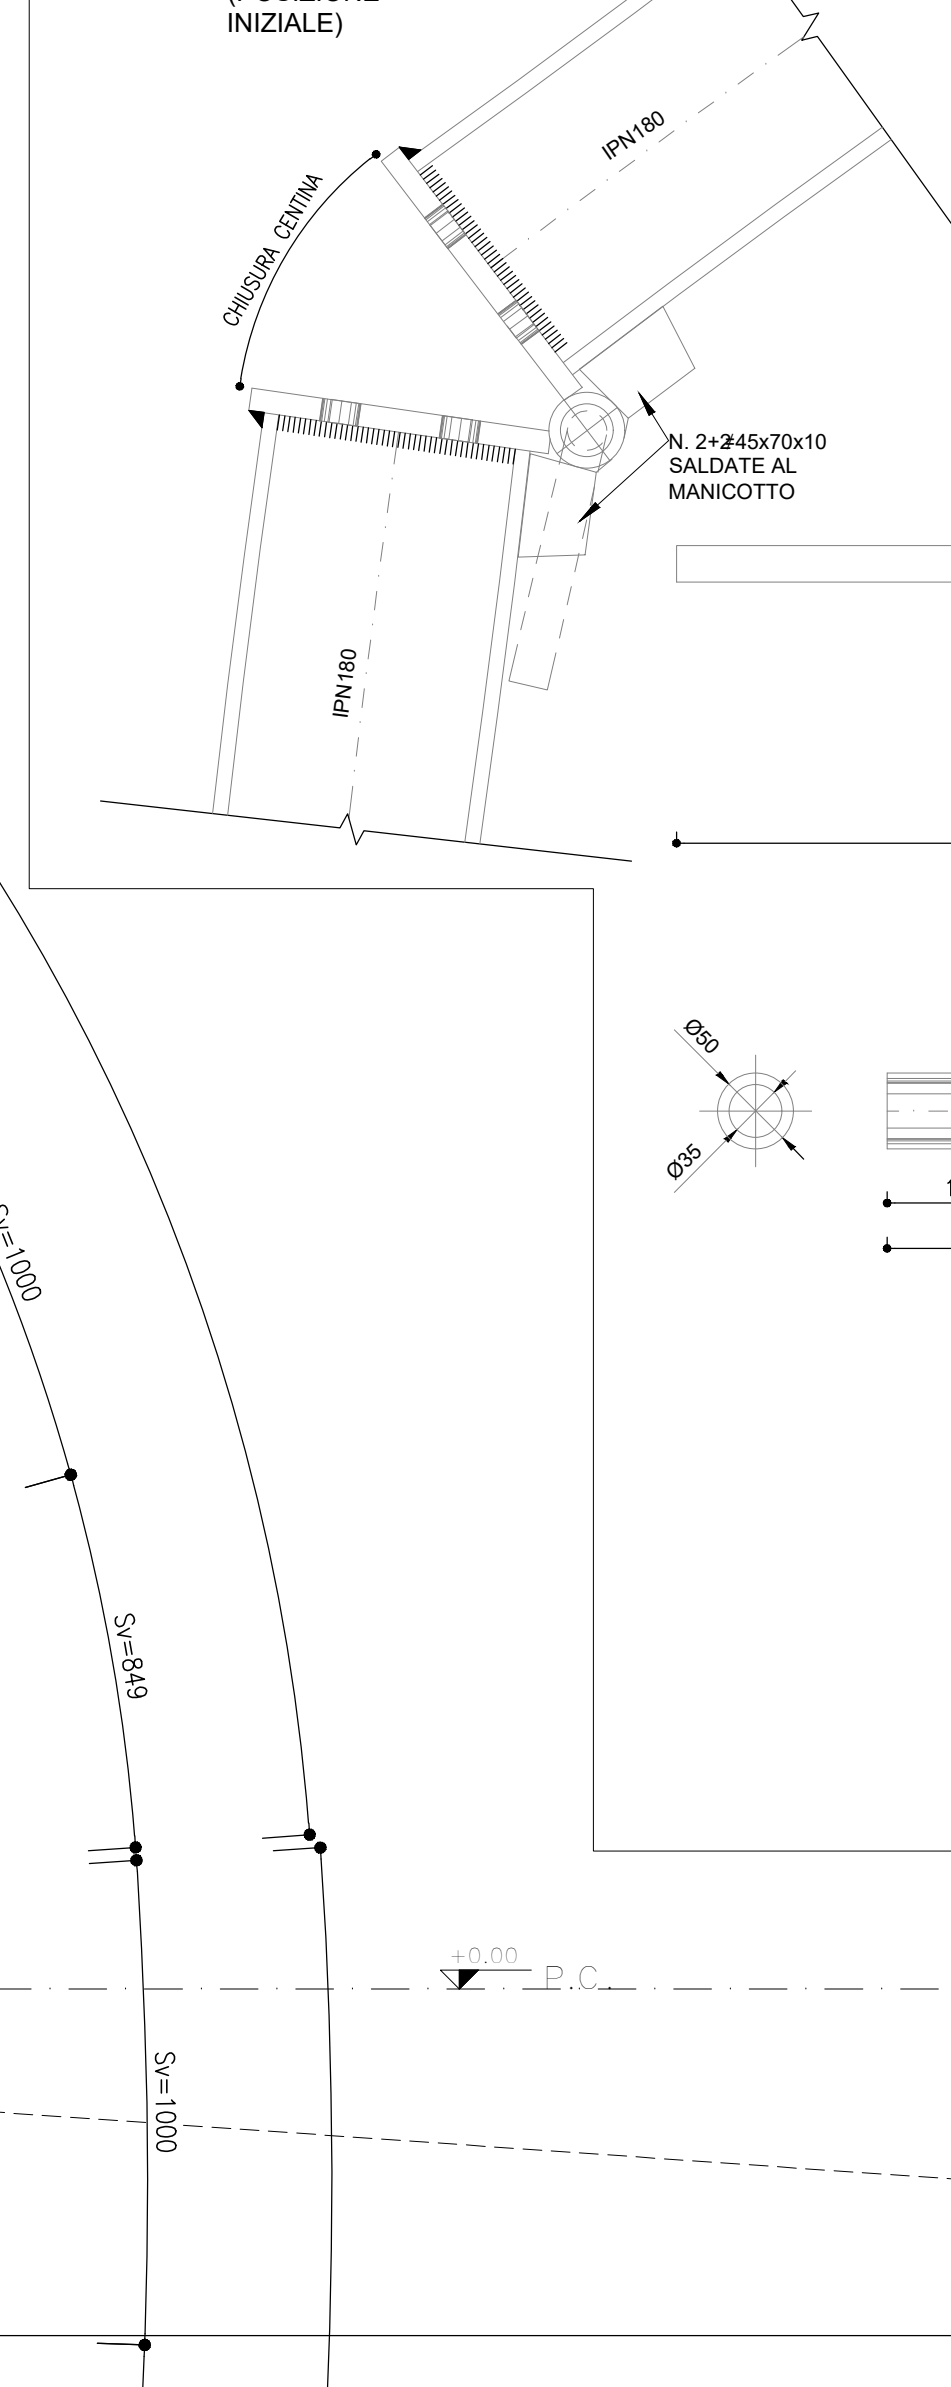 INIZIALE)
IPN180
CHIUSURA CENTINA
N. 2+2≠45x70x10
SALDATE AL
MANICOTTO
IPN180
Ø50
Ø35
Sv=1000
Sv=849
+0.00
P.C.
Sv=1000